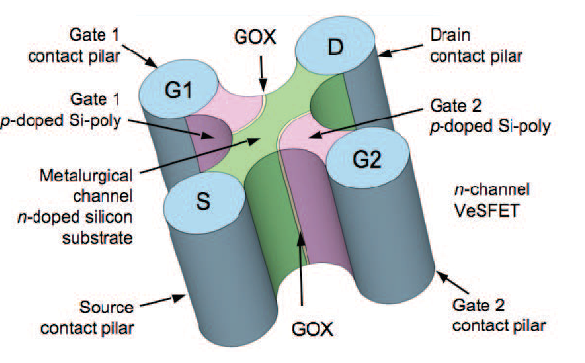 Gate 1
contact pilar
GOX
D
Drain
contact pilar
G1
Gate 1
p-doped Si-poly
Gate 2
p-doped Si-poly
G2
Metalurgical
channel
n-doped silicon
substrate
S
n-channel
VeSFET
Source
contact pilar
GOX
Gate 2
contact pilar